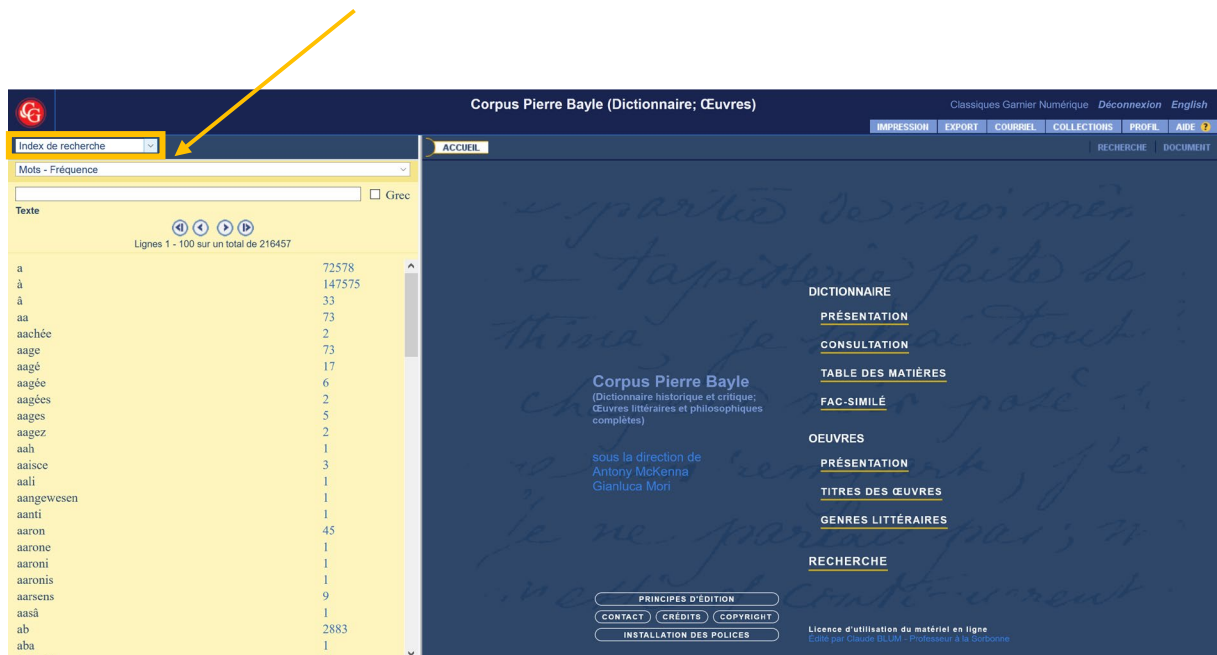 CG
Corpus Pierre Bayle (Dictionnaire; Œuvres)
Classiques Garnier Numérique Déconnexion English
IMPRESSION EXPORT COURRIEL COLLECTIONS PROFIL AIDE ?
Index de recherche
ACCUEIL
RECHERCHE DOCUMENT
Mots - Fréquence
Grec
Texte
Lignes 1 - 100 sur un total de 216457
a 72578
à 147575
â 33
aa 73
aachée 2
aage 73
aagé 17
aagée 6
aagées 2
aages 5
aagez 2
aah 1
aaisce 3
aali 1
aangewesen 1
aanti 1
aaron 45
aarone 1
aaroni 1
aaronis 1
aarsens 9
aasâ 1
ab 2883
aba 1
Corpus Pierre Bayle
(Dictionnaire historique et critique;
Œuvres littéraires et philosophiques
complètes)
sous la direction de
Antony McKenna
Gianluca Mori
DICTIONNAIRE
PRÉSENTATION
CONSULTATION
TABLE DES MATIÈRES
FAC-SIMILÉ
OEUVRES
PRÉSENTATION
TITRES DES ŒUVRES
GENRES LITTÉRAIRES
RECHERCHE
PRINCIPES D'ÉDITION
CONTACT CRÉDITS COPYRIGHT
INSTALLATION DES POLICES
Licence d'utilisation du matériel en ligne
Edité par Claude BLUM - Professeur à la Sorbonne